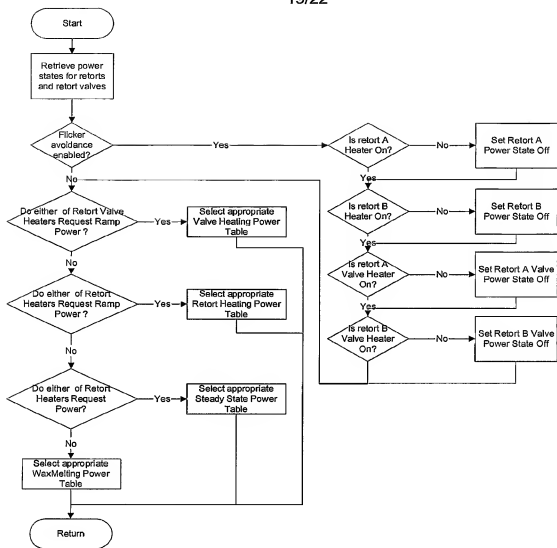 15/22
Start
Retrieve power
states for retorts
and retort valves
Flicker
avoidance
enabled?
Yes
No
Is retort A
Heater On?
No
Set Retort A
Power State Off
Yes
Is retort B
Heater On?
No
Set Retort B
Power State Off
Yes
Is retort A
Valve Heater
On?
No
Set Retort A Valve
Power State Off
Yes
Is retort B
Valve Heater
On?
No
Set Retort B Valve
Power State Off
Do either of Retort Valve
Heaters Request Ramp
Power ?
Yes
Select appropriate
Valve Heating Power
Table
No
Do either of Retort
Heaters Request Ramp
Power ?
Yes
Select appropriate
Retort Heating Power
Table
No
Do either of Retort
Heaters Request
Power?
Yes
Select appropriate
Steady State Power
Table
No
Select appropriate
WaxMelting Power
Table
Return